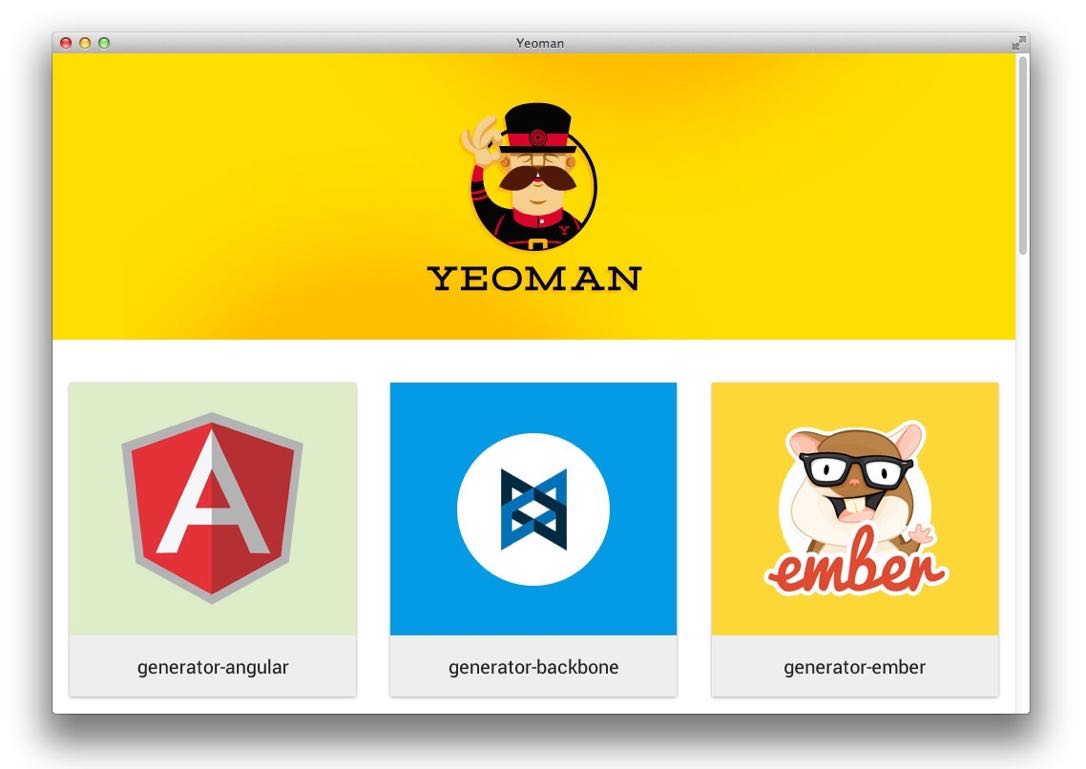 Yeoman
Y
YEOMAN
A
ember
generator-angular
generator-backbone
generator-ember